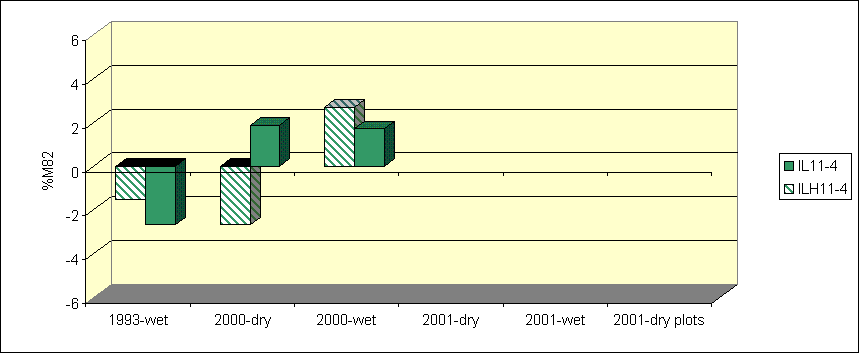 6
4
2
0
-2
-4
-6
%M82
1993-wet
2000-dry
2000-wet
2001-dry
2001-wet
2001-dry plots
IL11-4
ILH11-4